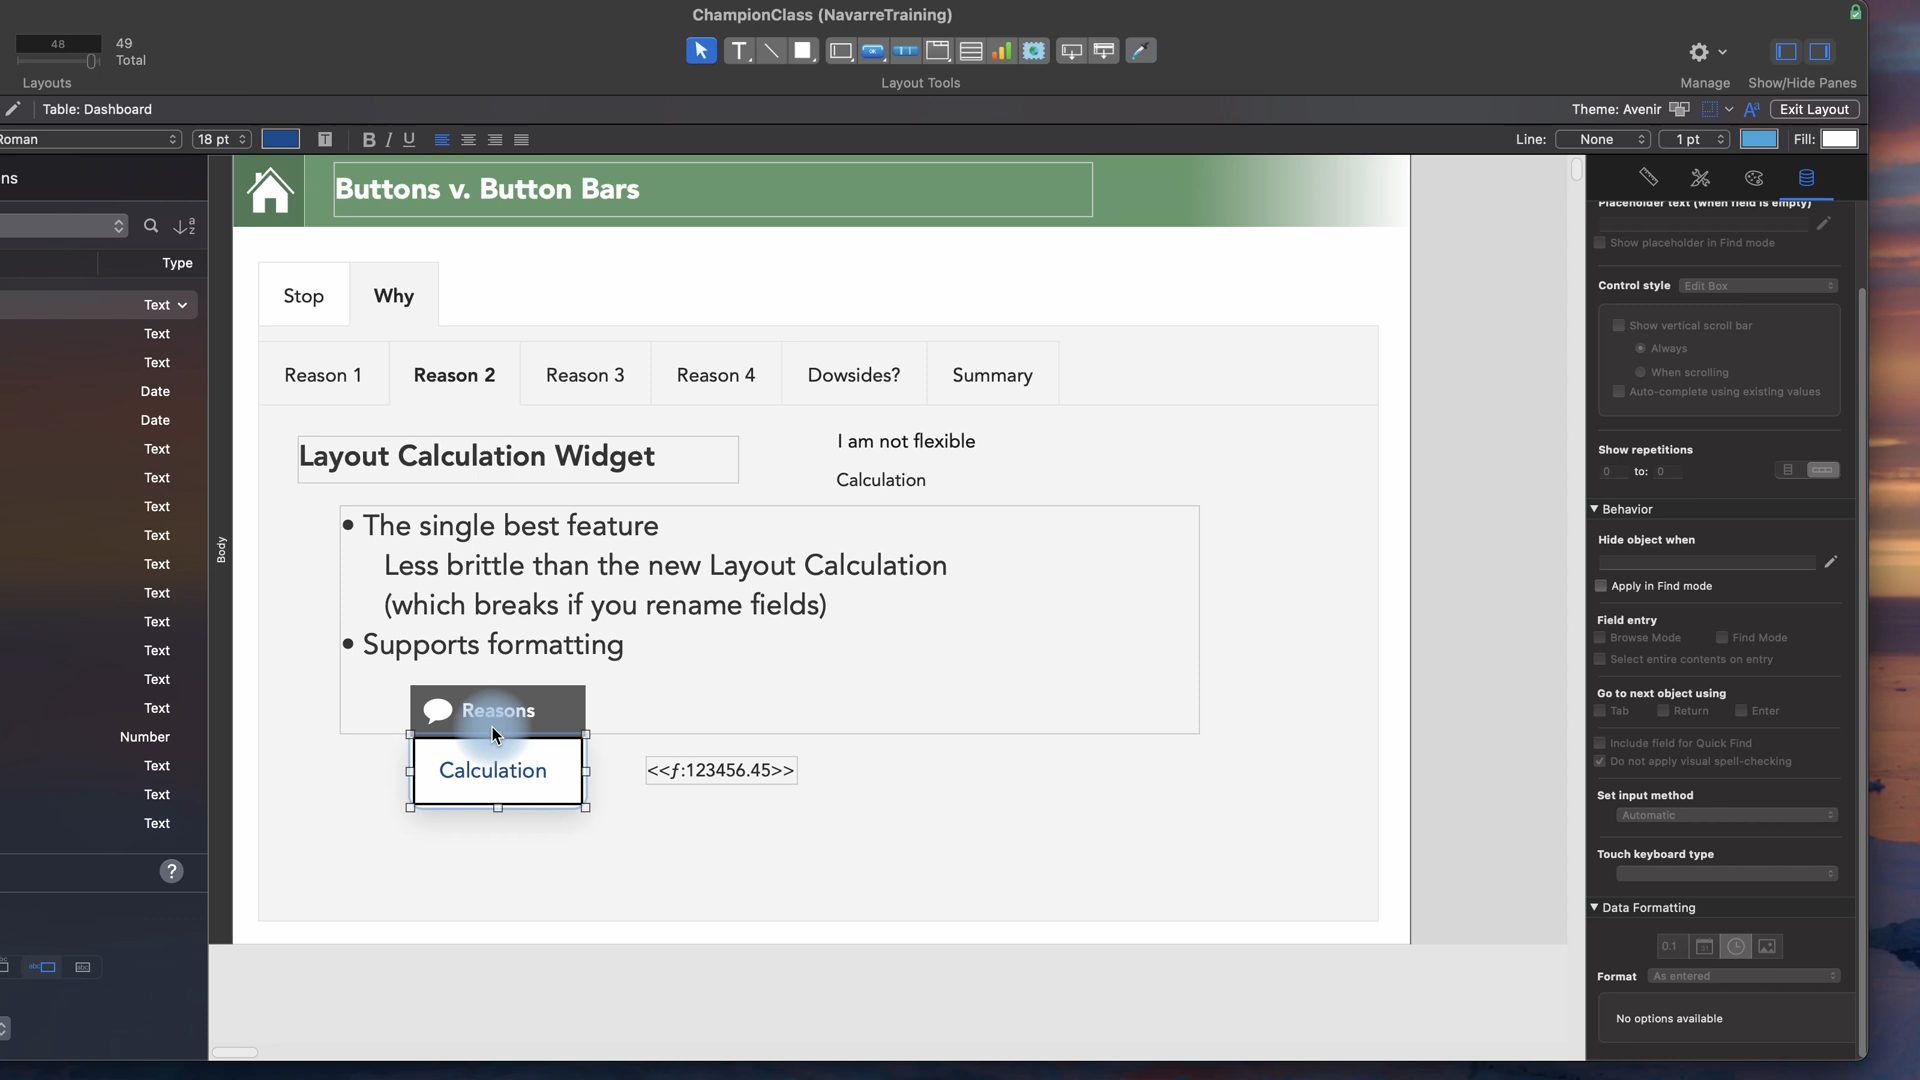 ChampionClass (NavarreTraining)
48
49
Total
Layouts
Layout Tools
Manage
Show/Hide Panes
Table: Dashboard
Theme: Avenir
Aa
Exit Layout
Roman
18 pt
B I U
Line:
None
1 pt
Fill:
ns
Type
Text
Text
Text
Date
Date
Text
Text
Text
Text
Text
Text
Text
Text
Text
Text
Number
Text
Text
Text
?
Body
Buttons v. Button Bars
Stop
Why
Reason 1
Reason 2
Reason 3
Reason 4
Dowsides?
Summary
Layout Calculation Widget
I am not flexible
Calculation
• The single best feature
Less brittle than the new Layout Calculation
(which breaks if you rename fields)
• Supports formatting
Reasons
Calculation
<<ƒ:123456.45>>
Placeholder text (when field is empty)
Show placeholder in Find mode
Control style
Edit Box
Show vertical scroll bar
Always
When scrolling
Auto-complete using existing values
Show repetitions
0 to: 0
Behavior
Hide object when
Apply in Find mode
Field entry
Browse Mode
Find Mode
Select entire contents on entry
Go to next object using
Tab
Return
Enter
Include field for Quick Find
Do not apply visual spell-checking
Set input method
Automatic
Touch keyboard type
Data Formatting
0.1
Format
As entered
No options available